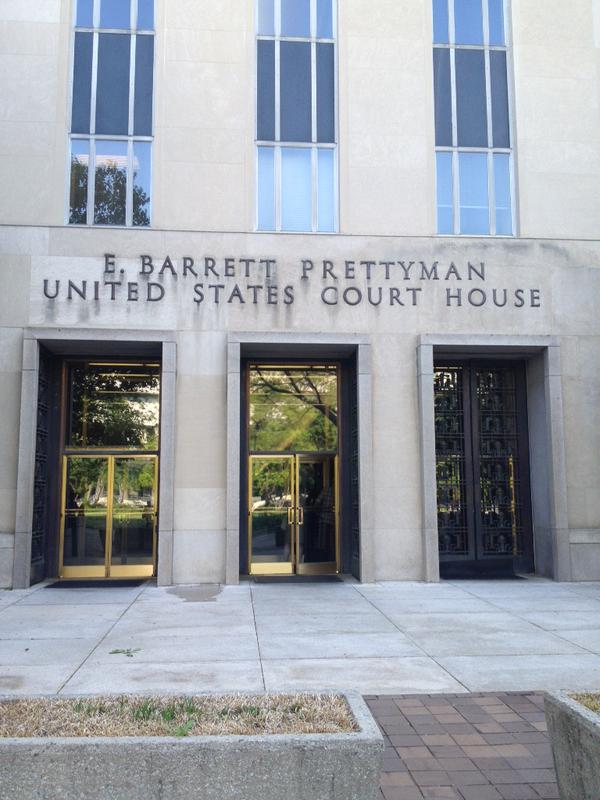 E. BARRETT PRETTYMAN
UNITED STATES COURT HOUSE